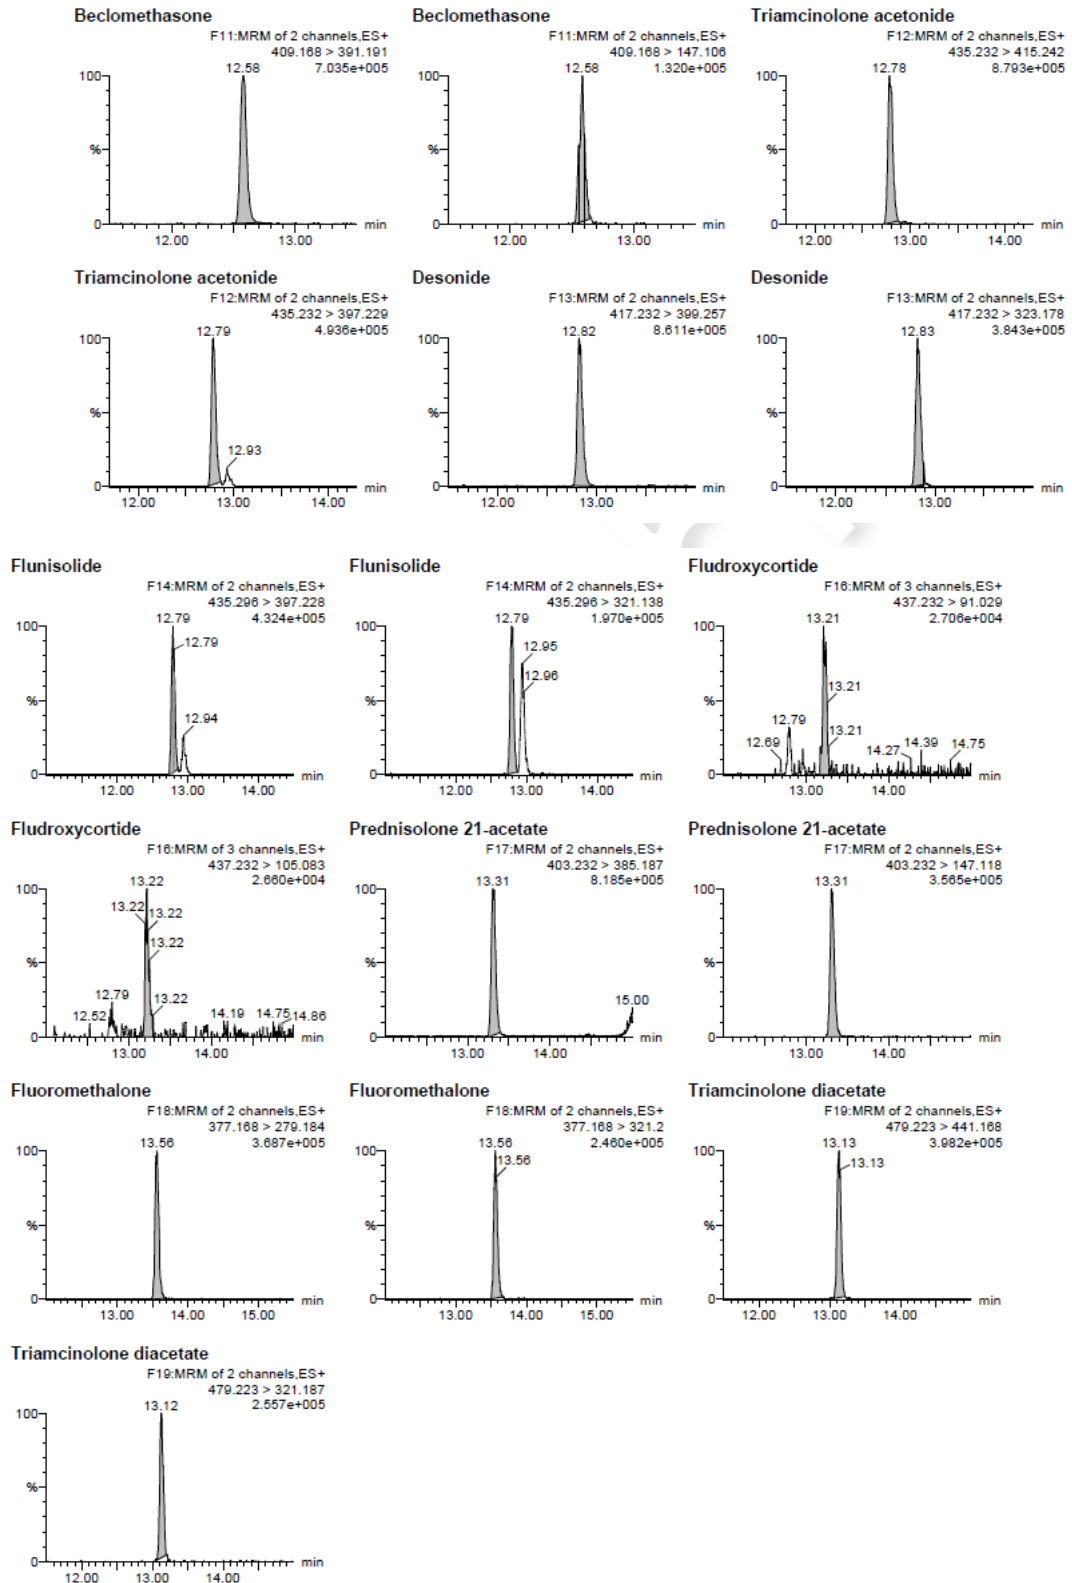 Beclomethasone
F11:MRM of 2 channels,ES+
409.168 > 391.191
7.035e+005
12.58
100
%
0
12.00
13.00
min
Beclomethasone
F11:MRM of 2 channels,ES+
409.168 > 147.106
1.320e+005
12.58
100
%
0
12.00
13.00
min
Triamcinolone acetonide
F12:MRM of 2 channels,ES+
435.232 > 415.242
8.793e+005
12.78
100
%
0
12.00
13.00
14.00
min
Triamcinolone acetonide
F12:MRM of 2 channels,ES+
435.232 > 397.229
4.936e+005
12.79
100
%
12.93
0
12.00
13.00
14.00
min
Desonide
F13:MRM of 2 channels,ES+
417.232 > 399.257
8.611e+005
12.82
100
%
0
12.00
13.00
min
Desonide
F13:MRM of 2 channels,ES+
417.232 > 323.178
3.843e+005
12.83
100
%
0
12.00
13.00
min
Flunisolide
F14:MRM of 2 channels,ES+
435.296 > 397.228
4.324e+005
12.79
100
12.79
%
12.94
0
12.00
13.00
14.00
min
Flunisolide
F14:MRM of 2 channels,ES+
435.296 > 321.138
1.970e+005
12.79
100
12.95
12.96
%
0
12.00
13.00
14.00
min
Fludroxycortide
F16:MRM of 3 channels,ES+
437.232 > 91.029
2.706e+004
13.21
100
13.21
%
12.79
13.21
12.69
14.27
14.39
14.75
0
13.00
14.00
min
Fludroxycortide
F16:MRM of 3 channels,ES+
437.232 > 105.083
2.660e+004
13.22
100
13.22
13.22
13.22
%
12.79
13.22
12.52
14.19
14.75
14.86
0
13.00
14.00
min
Prednisolone 21-acetate
F17:MRM of 2 channels,ES+
403.232 > 385.187
8.185e+005
13.31
100
%
15.00
0
13.00
14.00
min
Prednisolone 21-acetate
F17:MRM of 2 channels,ES+
403.232 > 147.118
3.565e+005
13.31
100
%
0
13.00
14.00
min
Fluoromethalone
F18:MRM of 2 channels,ES+
377.168 > 279.184
3.687e+005
13.56
100
%
0
13.00
14.00
15.00
min
Fluoromethalone
F18:MRM of 2 channels,ES+
377.168 > 321.2
2.460e+005
13.56
100
13.56
%
0
13.00
14.00
15.00
min
Triamcinolone diacetate
F19:MRM of 2 channels,ES+
479.223 > 441.168
3.982e+005
13.13
100
13.13
%
0
12.00
13.00
14.00
min
Triamcinolone diacetate
F19:MRM of 2 channels,ES+
479.223 > 321.187
2.557e+005
13.12
100
%
0
12.00
13.00
14.00
min